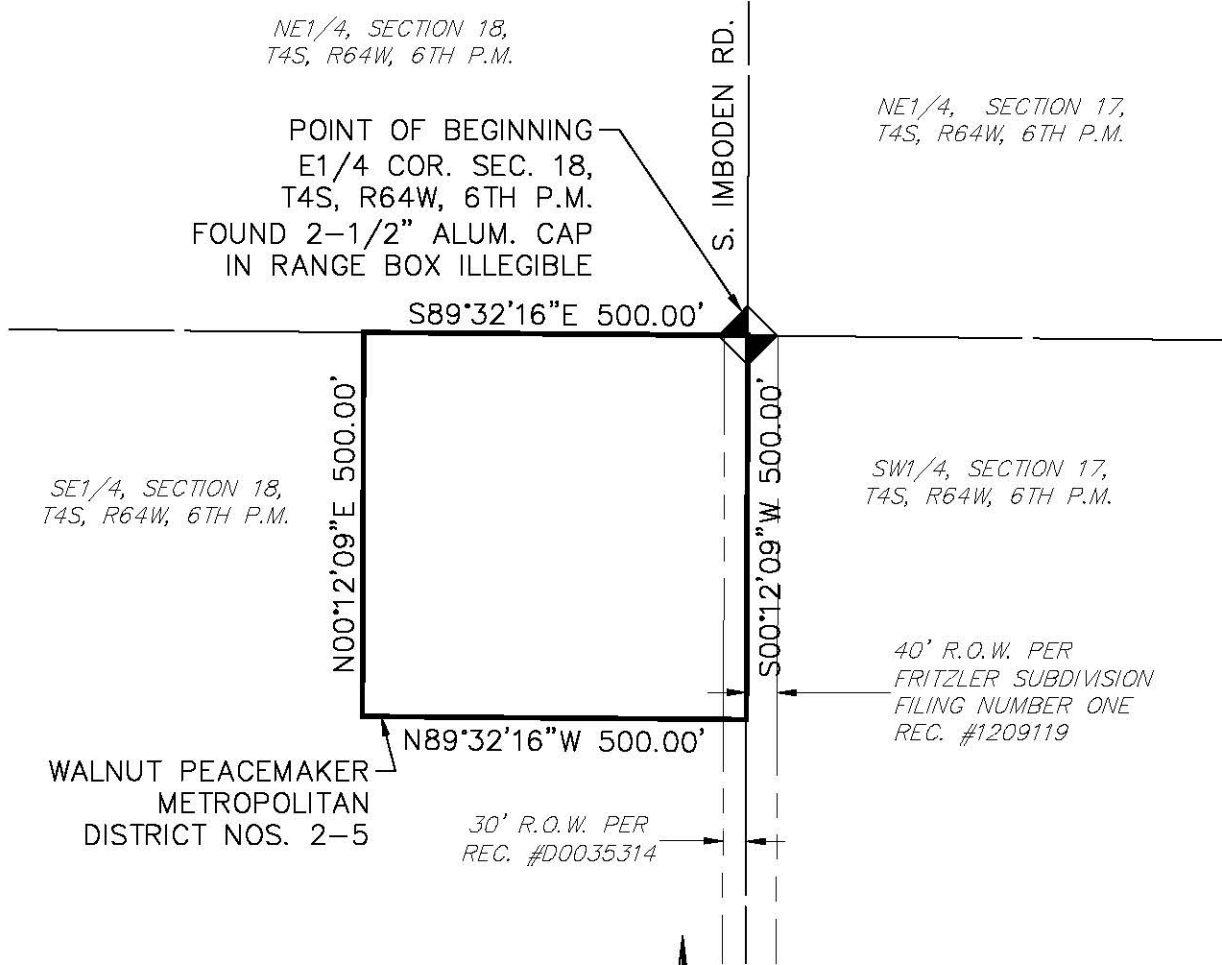 NE1/4, SECTION 18,
T4S, R64W, 6TH P.M.
S. IMBODEN RD.
NE1/4, SECTION 17,
T4S, R64W, 6TH P.M.
POINT OF BEGINNING
E1/4 COR. SEC. 18,
T4S, R64W, 6TH P.M.
FOUND 2-1/2" ALUM. CAP
IN RANGE BOX ILLEGIBLE
S89°32'16"E 500.00'
N00°12'09"E 500.00'
S00°12'09"W 500.00'
SE1/4, SECTION 18,
T4S, R64W, 6TH P.M.
SW1/4, SECTION 17,
T4S, R64W, 6TH P.M.
40' R.O.W. PER
FRITZLER SUBDIVISION
FILING NUMBER ONE
REC. #1209119
N89°32'16"W 500.00'
WALNUT PEACEMAKER
METROPOLITAN
DISTRICT NOS. 2-5
30' R.O.W. PER
REC. #D0035314